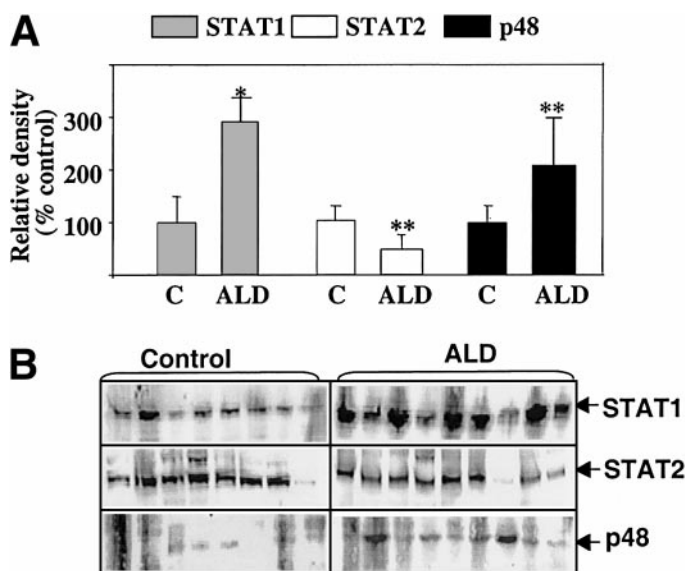 A
STAT1 STAT2 p48
Relative density
(% control)
300
200
100
*
**
**
C ALD C ALD C ALD
B
Control ALD
STAT1
STAT2
p48